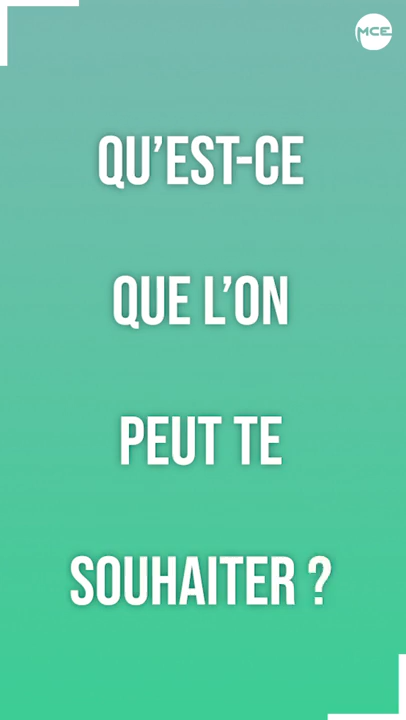 MCE
QU'EST-CE
QUE L'ON
PEUT TE
SOUHAITER ?